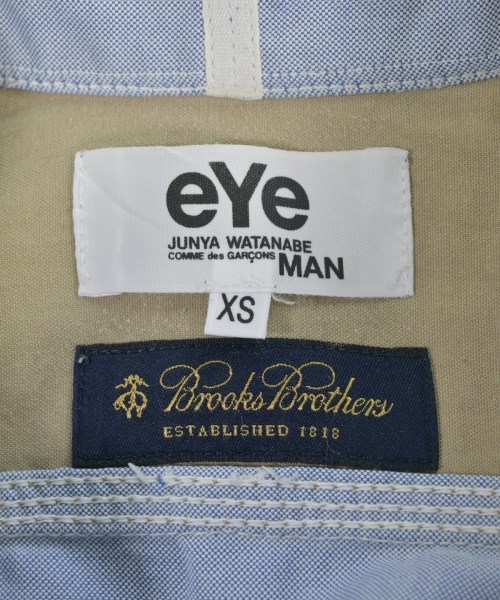 eYe
JUNYA WATANABE
COMME des GARÇONS MAN
XS
Brooks Brothers
ESTABLISHED 1818